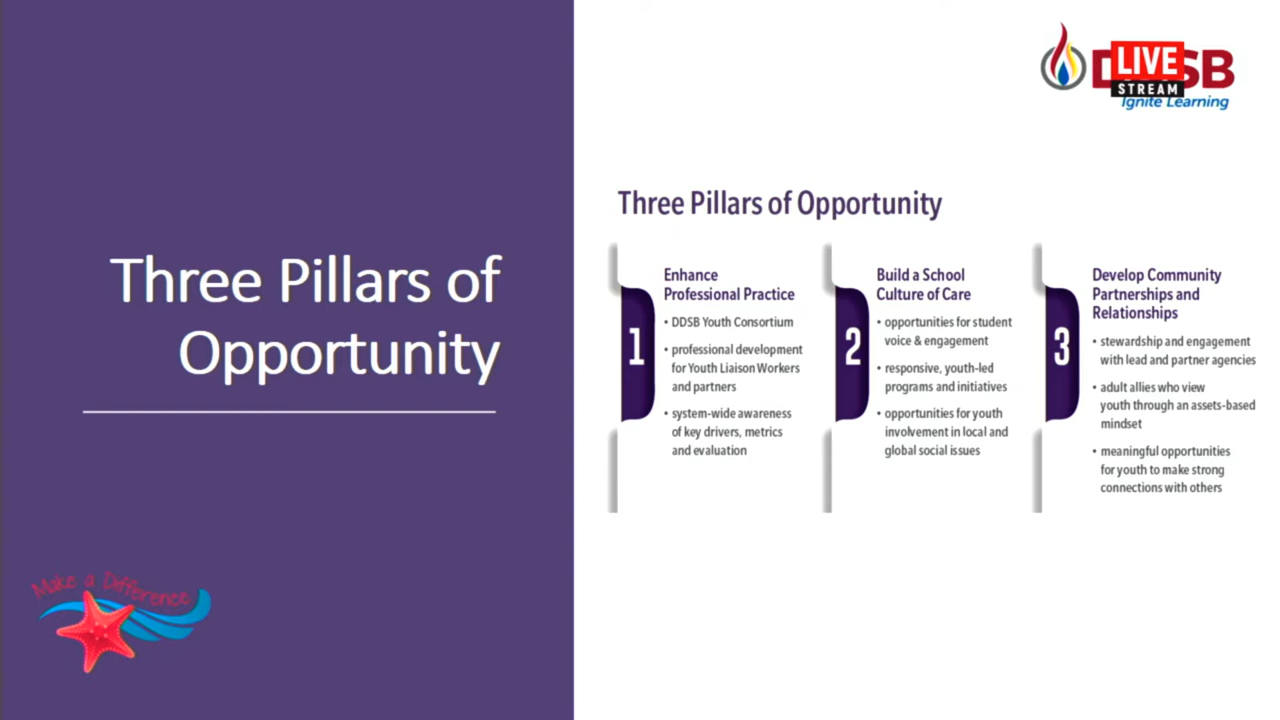 Three Pillars of
Opportunity
Make a Difference
LIVE
STREAM
Ignite Learning
Three Pillars of Opportunity
1
Enhance
Professional Practice
• DDSB Youth Consortium
• professional development
for Youth Liaison Workers
and partners
• system-wide awareness
of key drivers, metrics
and evaluation
2
Build a School
Culture of Care
• opportunities for student
voice & engagement
• responsive, youth-led
programs and initiatives
• opportunities for youth
involvement in local and
global social issues
3
Develop Community
Partnerships and
Relationships
• stewardship and engagement
with lead and partner agencies
• adult allies who view
youth through an assets-based
mindset
• meaningful opportunities
for youth to make strong
connections with others